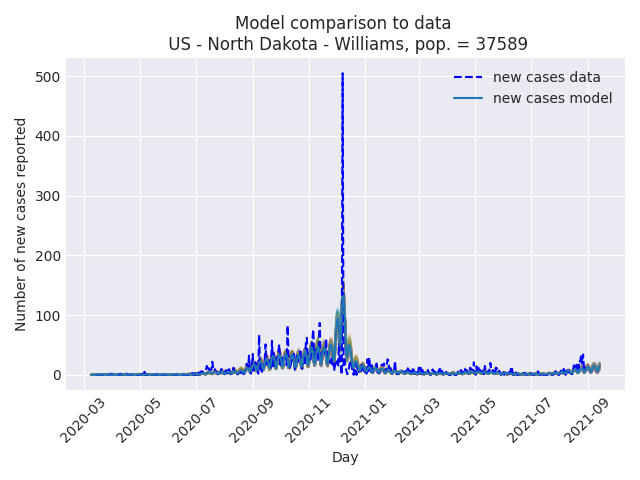 Model comparison to data
US - North Dakota - Williams, pop. = 37589
new cases data
new cases model
Number of new cases reported
500
400
300
200
100
0
2020-03
2020-05
2020-07
2020-09
2020-11
2021-01
2021-03
2021-05
2021-07
2021-09
Day